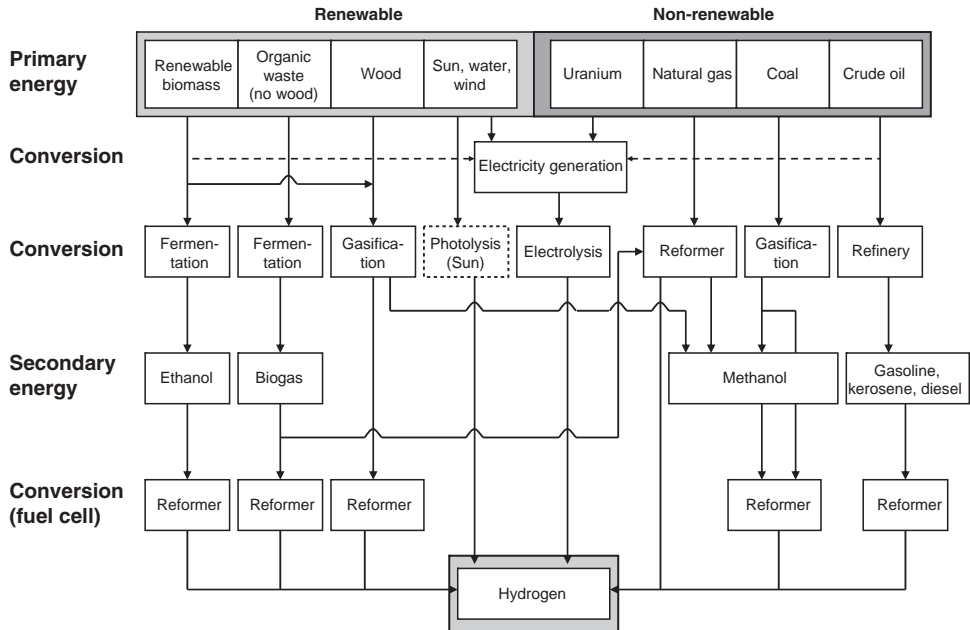 Renewable
Non-renewable
Primary
energy
Renewable
biomass
Organic
waste
(no wood)
Wood
Sun, water,
wind
Uranium
Natural gas
Coal
Crude oil
Conversion
Electricity generation
Conversion
Fermen-
tation
Fermen-
tation
Gasifica-
tion
Photolysis
(Sun)
Electrolysis
Reformer
Gasifica-
tion
Refinery
Secondary
energy
Ethanol
Biogas
Methanol
Gasoline,
kerosene, diesel
Conversion
(fuel cell)
Reformer
Reformer
Reformer
Reformer
Reformer
Hydrogen